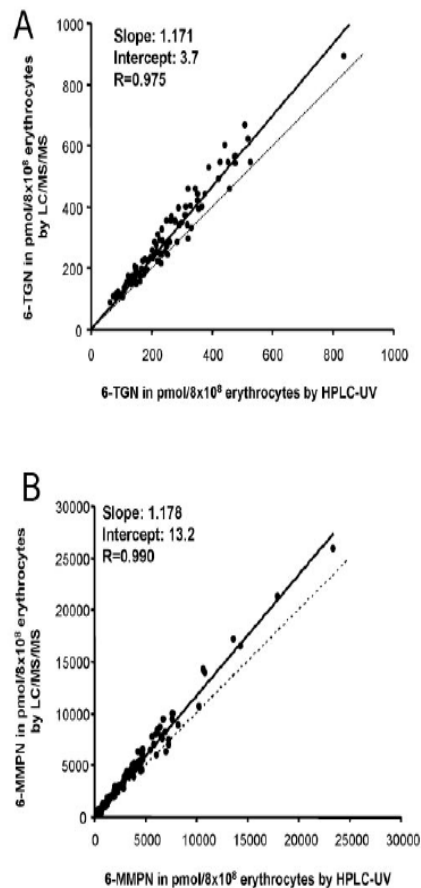 A
Slope: 1.171
Intercept: 3.7
R=0.975
1000
800
600
400
200
0
6-TGN in pmol/8x10⁸ erythrocytes
by LC/MS/MS
0 200 400 600 800 1000
6-TGN in pmol/8x10⁸ erythrocytes by HPLC-UV
B
Slope: 1.178
Intercept: 13.2
R=0.990
30000
25000
20000
15000
10000
5000
0
6-MMPN in pmol/8x10⁸ erythrocytes
by LC/MS/MS
0 5000 10000 15000 20000 25000 30000
6-MMPN in pmol/8x10⁸ erythrocytes by HPLC-UV